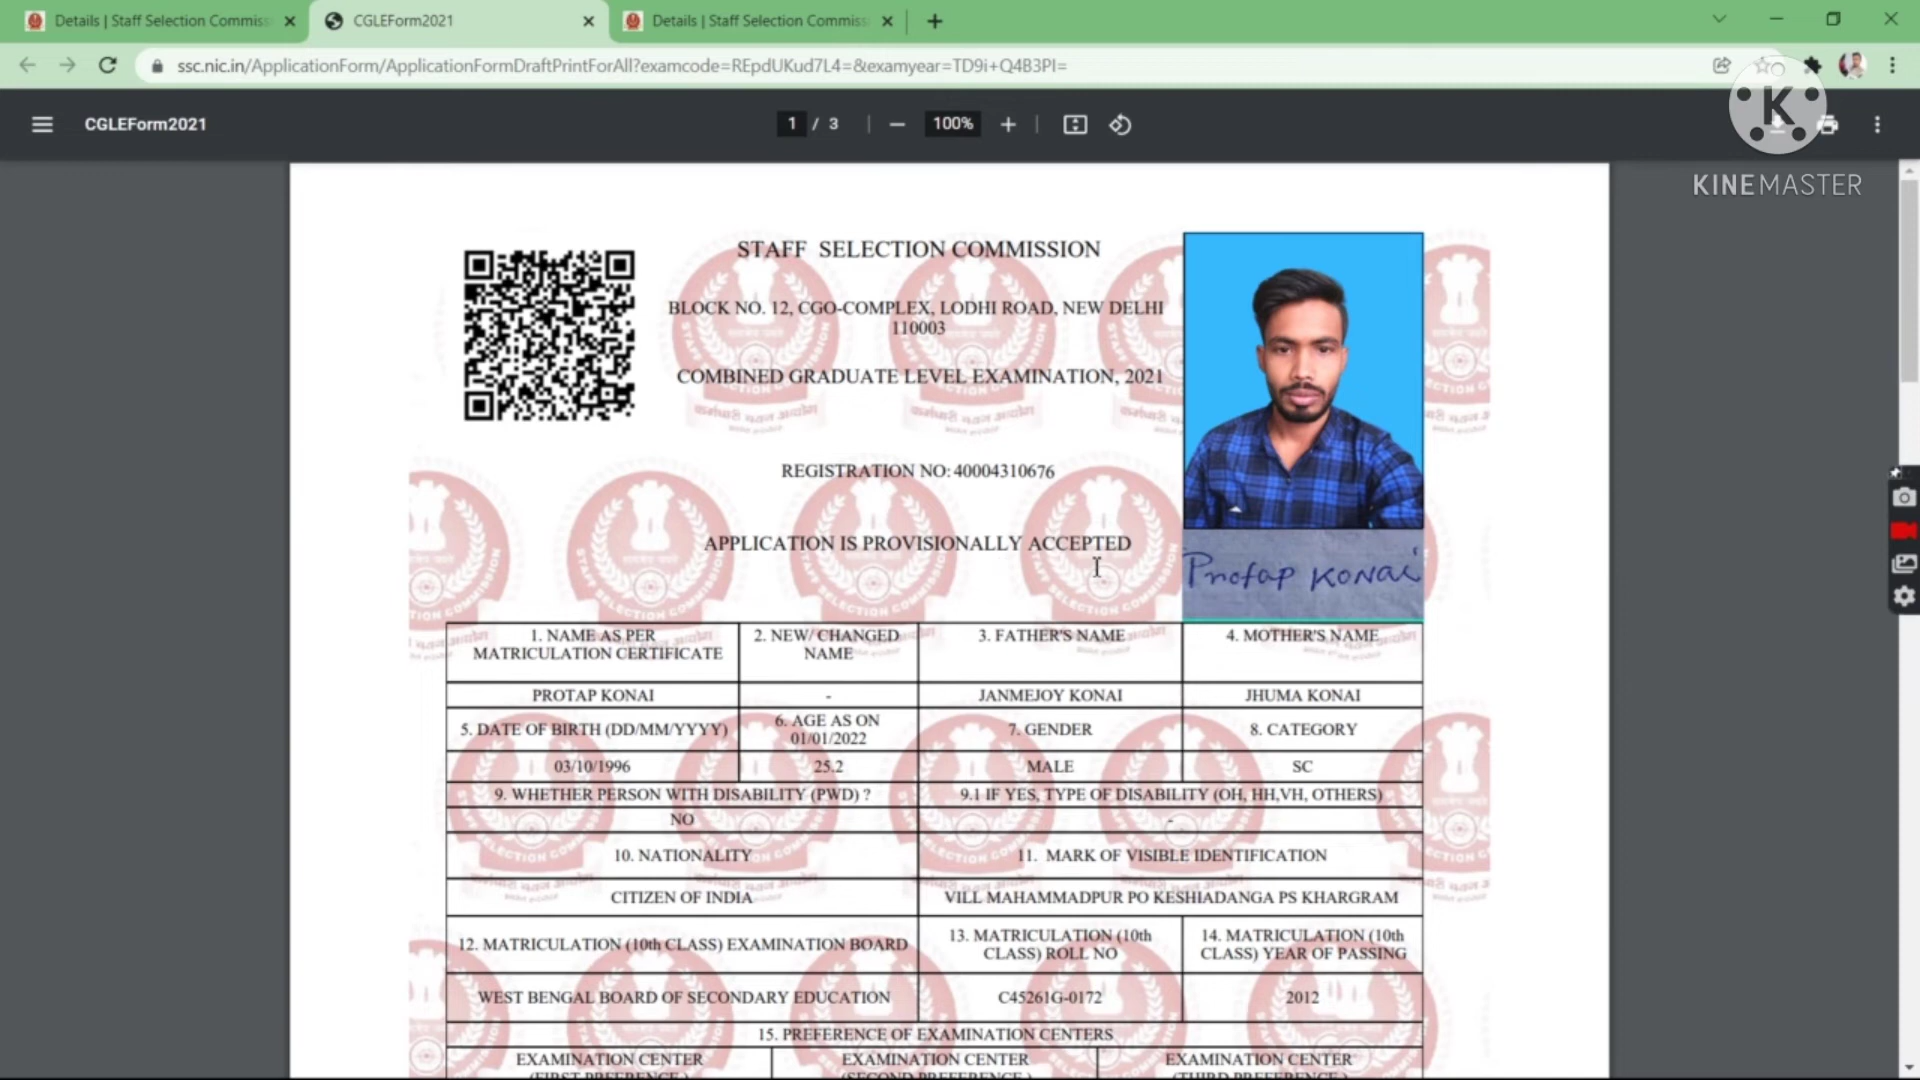 Details | Staff Selection Commiss
CGLEForm2021
Details | Staff Selection Commiss
ssc.nic.in/ApplicationForm/ApplicationFormDraftPrintForAll?examcode=REpdUKud7L4=&examyear=TD9i+Q4B3PI=
CGLEForm2021
1 / 3
100%
K
KINEMASTER
STAFF SELECTION COMMISSION
BLOCK NO. 12, CGO-COMPLEX, LODHI ROAD, NEW DELHI
110003
COMBINED GRADUATE LEVEL EXAMINATION, 2021
REGISTRATION NO: 40004310676
APPLICATION IS PROVISIONALLY ACCEPTED
Protap Konai
1. NAME AS PER
MATRICULATION CERTIFICATE
2. NEW/ CHANGED
NAME
3. FATHER'S NAME
4. MOTHER'S NAME
PROTAP KONAI
-
JANMEJOY KONAI
JHUMA KONAI
5. DATE OF BIRTH (DD/MM/YYYY)
6. AGE AS ON
01/01/2022
7. GENDER
8. CATEGORY
03/10/1996
25.2
MALE
SC
9. WHETHER PERSON WITH DISABILITY (PWD) ?
9.1 IF YES, TYPE OF DISABILITY (OH, HH,VH, OTHERS)
NO
-
10. NATIONALITY
11. MARK OF VISIBLE IDENTIFICATION
CITIZEN OF INDIA
VILL MAHAMMADPUR PO KESHIADANGA PS KHARGRAM
12. MATRICULATION (10th CLASS) EXAMINATION BOARD
13. MATRICULATION (10th
CLASS) ROLL NO
14. MATRICULATION (10th
CLASS) YEAR OF PASSING
WEST BENGAL BOARD OF SECONDARY EDUCATION
C45261G-0172
2012
15. PREFERENCE OF EXAMINATION CENTERS
EXAMINATION CENTER
(FIRST PREFERENCE )
EXAMINATION CENTER
(SECOND PREFERENCE )
EXAMINATION CENTER
(THIRD PREFERENCE )